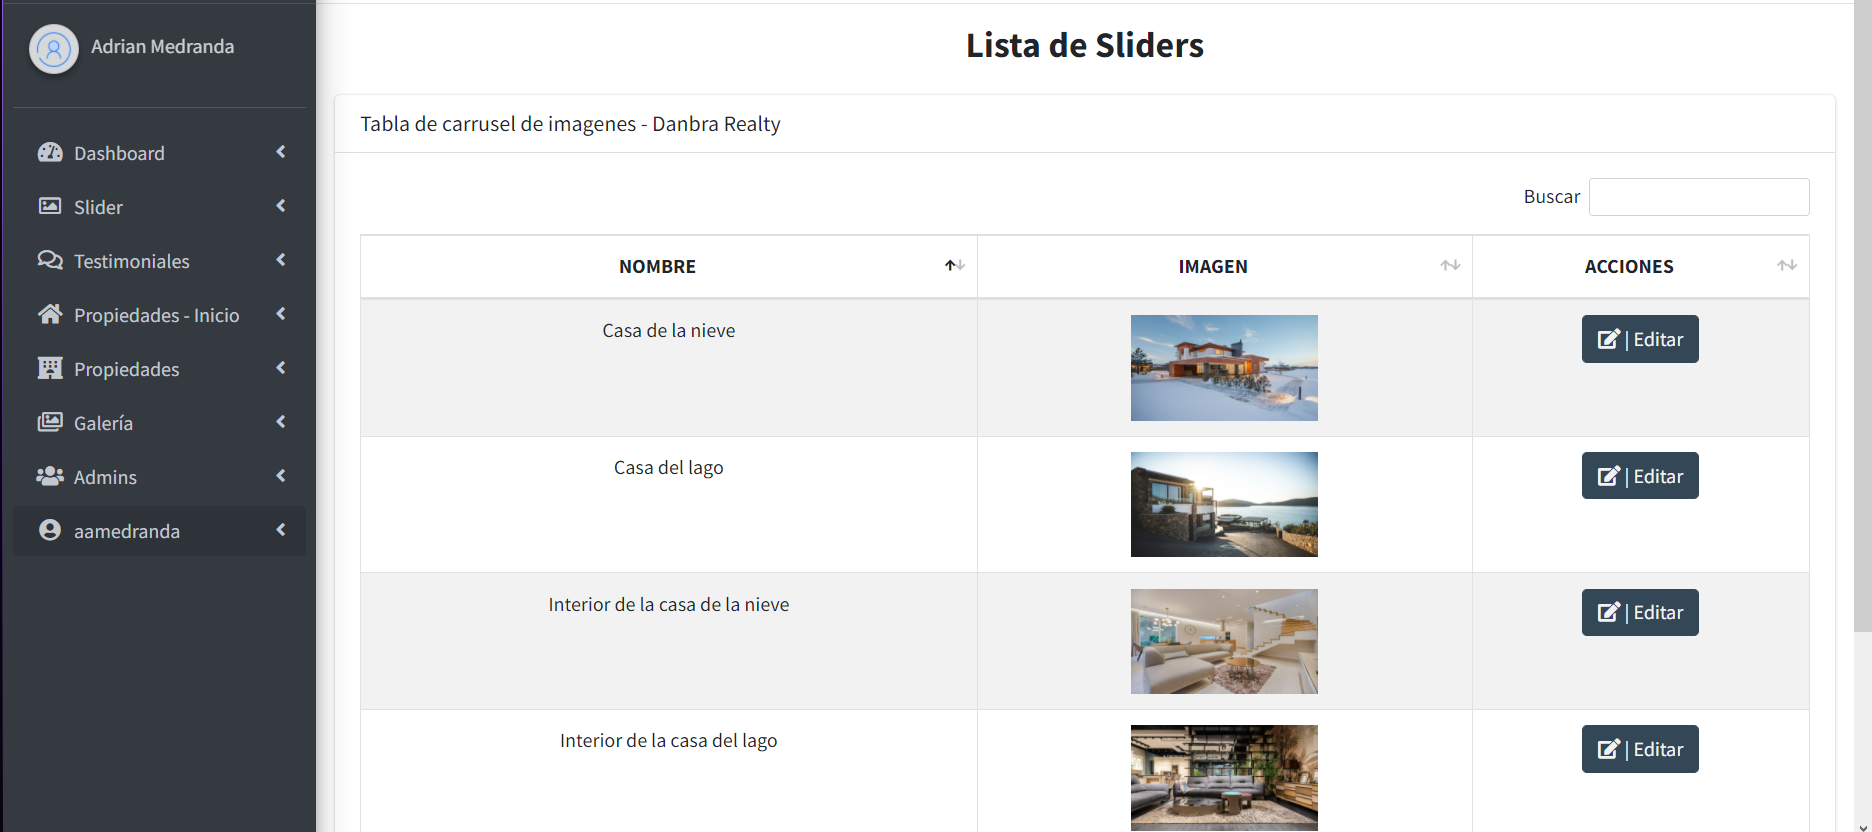 Adrian Medranda
Dashboard
Slider
Testimoniales
Propiedades - Inicio
Propiedades
Galería
Admins
aamedranda
Lista de Sliders
Tabla de carrusel de imagenes - Danbra Realty
Buscar
NOMBRE IMAGEN ACCIONES
Casa de la nieve | Editar
Casa del lago | Editar
Interior de la casa de la nieve | Editar
Interior de la casa del lago | Editar